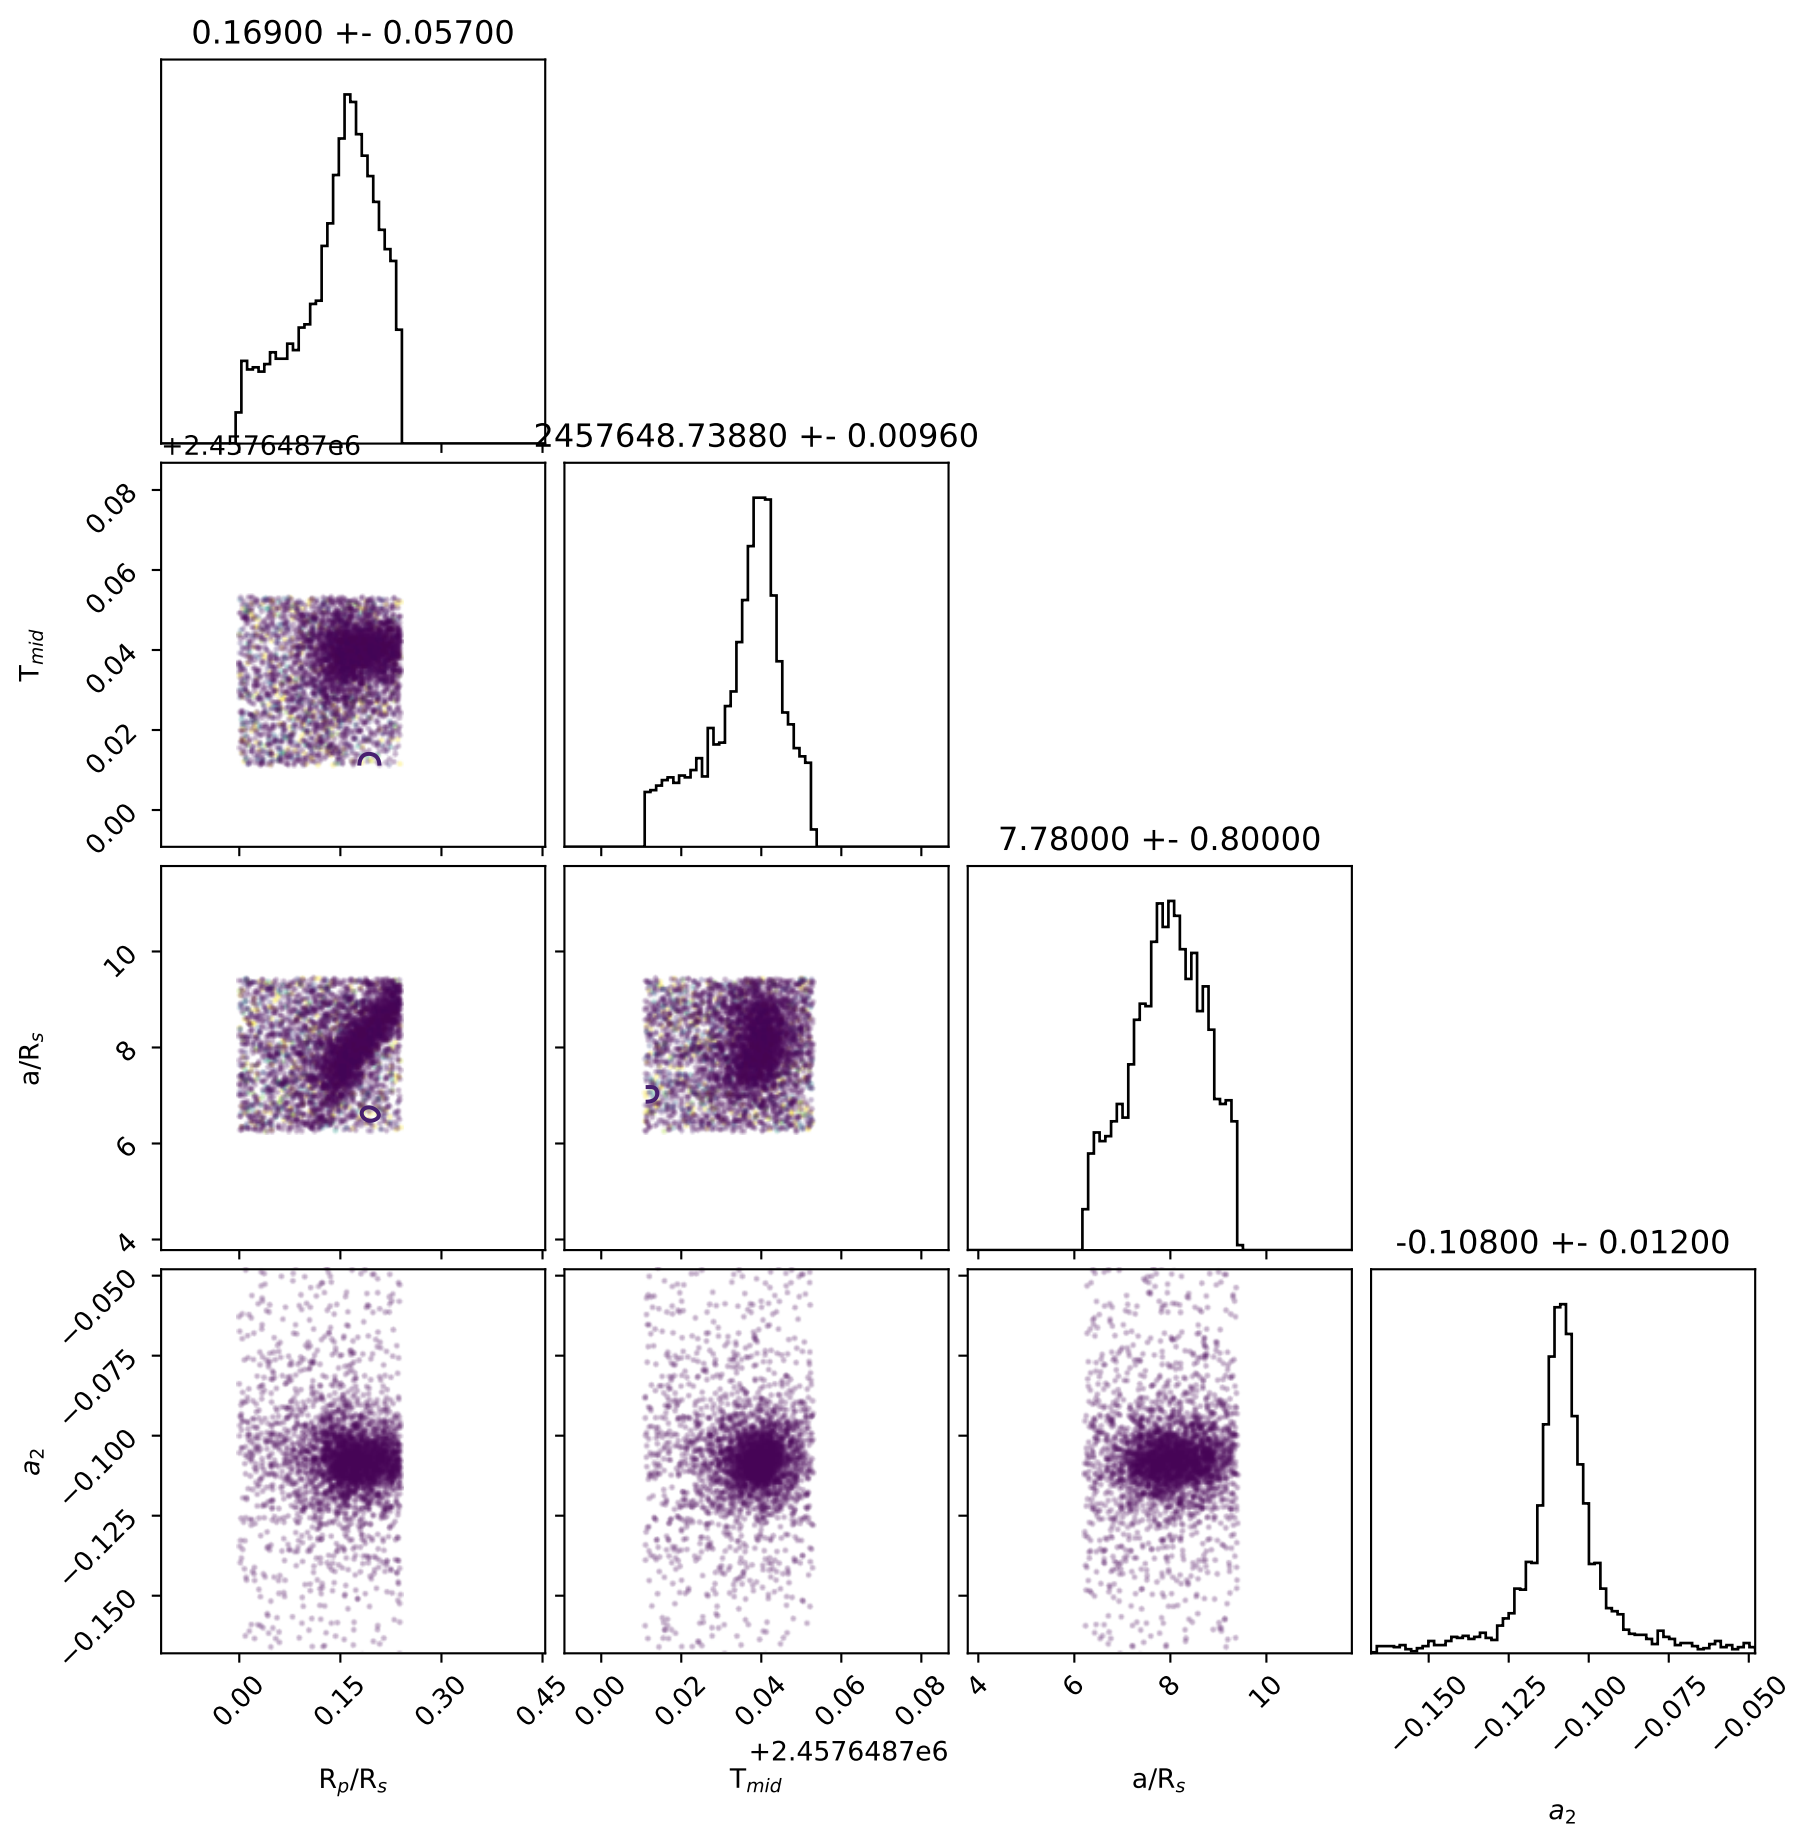 0.16900 +- 0.05700
+2.4576487e6
2457648.73880 +- 0.00960
0.08
0.06
0.04
0.02
0.00
T_mid
7.78000 +- 0.80000
10
8
6
4
a/R_s
-0.10800 +- 0.01200
−0.050
−0.075
−0.100
−0.125
−0.150
a_2
0.00 0.15 0.30 0.45 0.00 0.02 0.04 0.06 0.08 4 6 8 10 −0.150 −0.125 −0.100 −0.075 −0.050
+2.4576487e6
R_p/R_s T_mid a/R_s
a_2